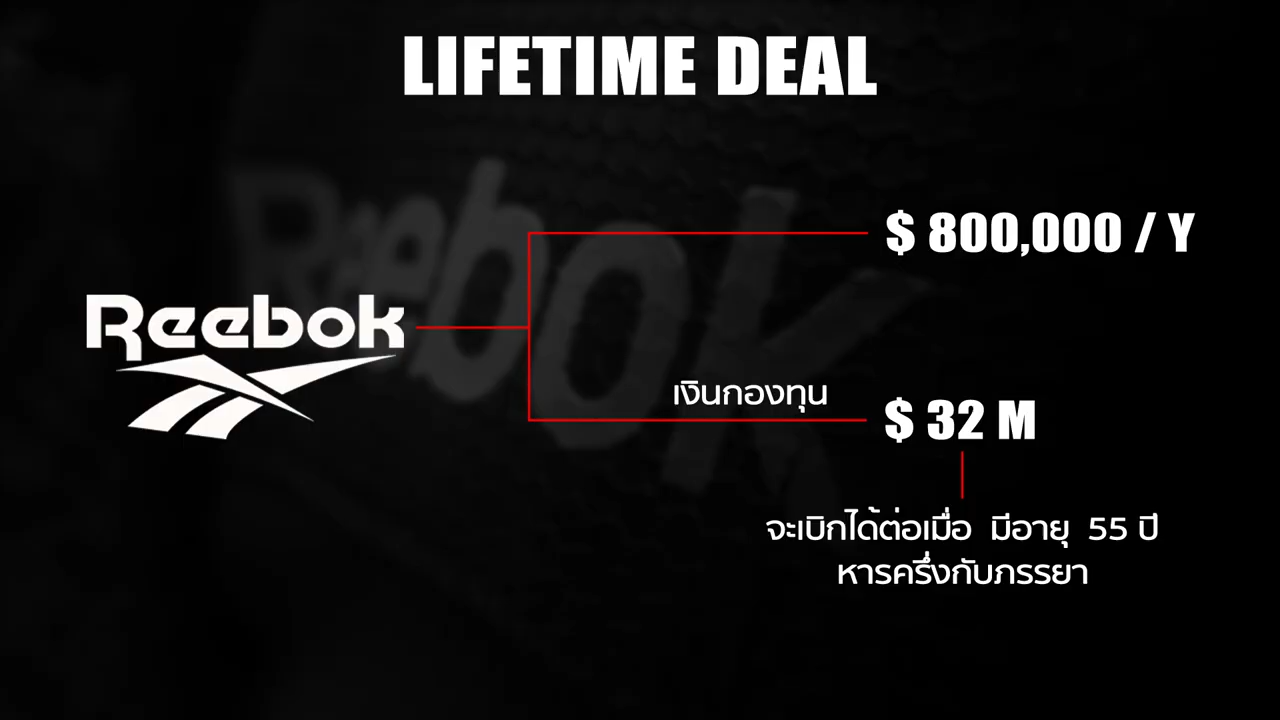 LIFETIME DEAL
Reebok
$ 800,000 / Y
Reebok
เงินกองทุน
$ 32 M
จะเบิกได้ต่อเมื่อ มีอายุ 55 ปี
หารครึ่งกับภรรยา